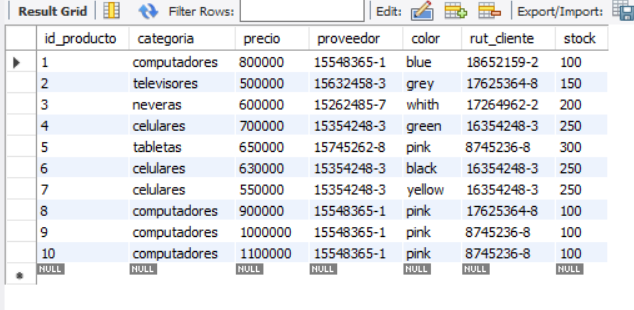 Result Grid Filter Rows: Edit: Export/Import:
id_producto categoria precio proveedor color rut_cliente stock
1 computadores 800000 15548365-1 blue 18652159-2 100
2 televisores 500000 15632458-3 grey 17625364-8 150
3 neveras 600000 15262485-7 whith 17264962-2 200
4 celulares 700000 15354248-3 green 16354248-3 250
5 tabletas 650000 15745262-8 pink 8745236-8 300
6 celulares 630000 15354248-3 black 16354248-3 250
7 celulares 550000 15354248-3 yellow 16354248-3 250
8 computadores 900000 15548365-1 pink 17625364-8 100
9 computadores 1000000 15548365-1 pink 8745236-8 100
10 computadores 1100000 15548365-1 pink 8745236-8 100
NULL NULL NULL NULL NULL NULL NULL